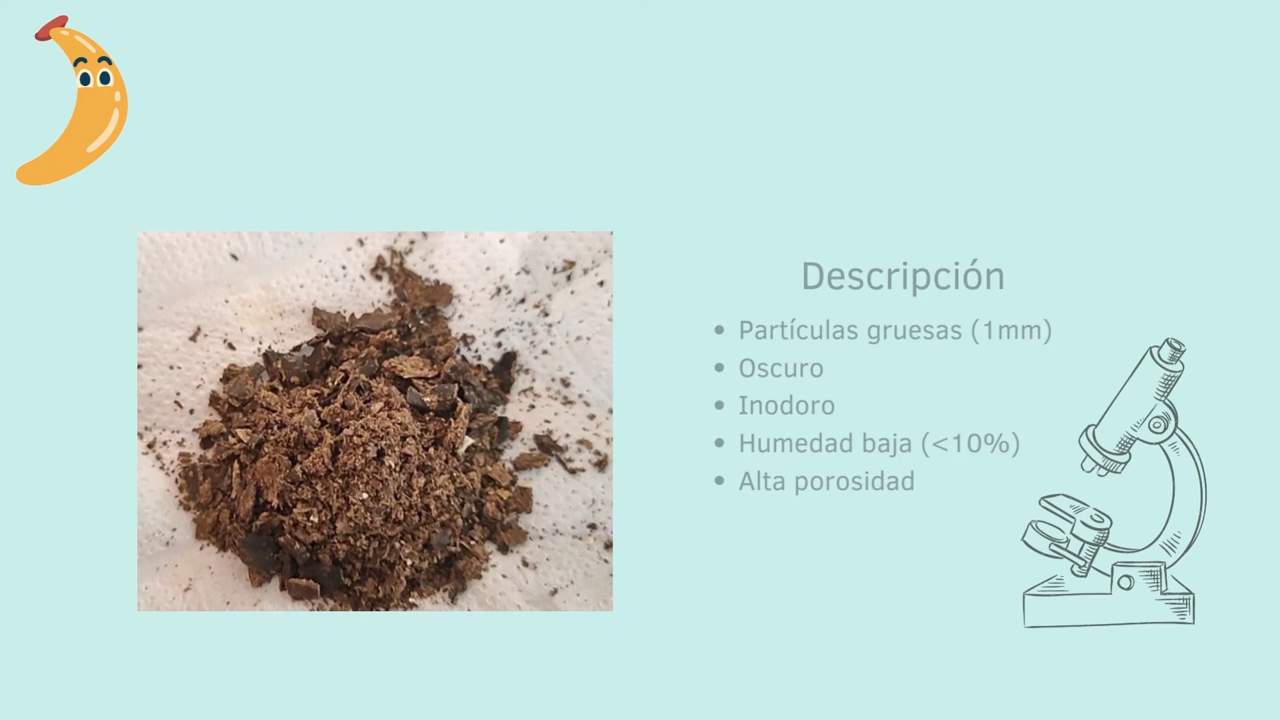 Descripción
• Partículas gruesas (1mm)
• Oscuro
• Inodoro
• Humedad baja (<10%)
• Alta porosidad